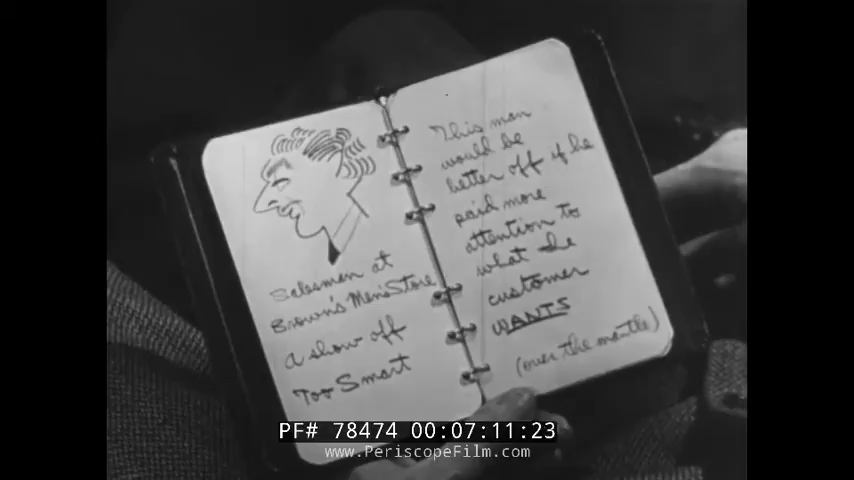 Salesman at
Brown's Men's Store
a show off
Too Smart
This man
would be
better off if he
paid more
attention to
what the
customer
WANTS
(over the mantle)
PF# 78474 00:07:11:23
www.PeriscopeFilm.com